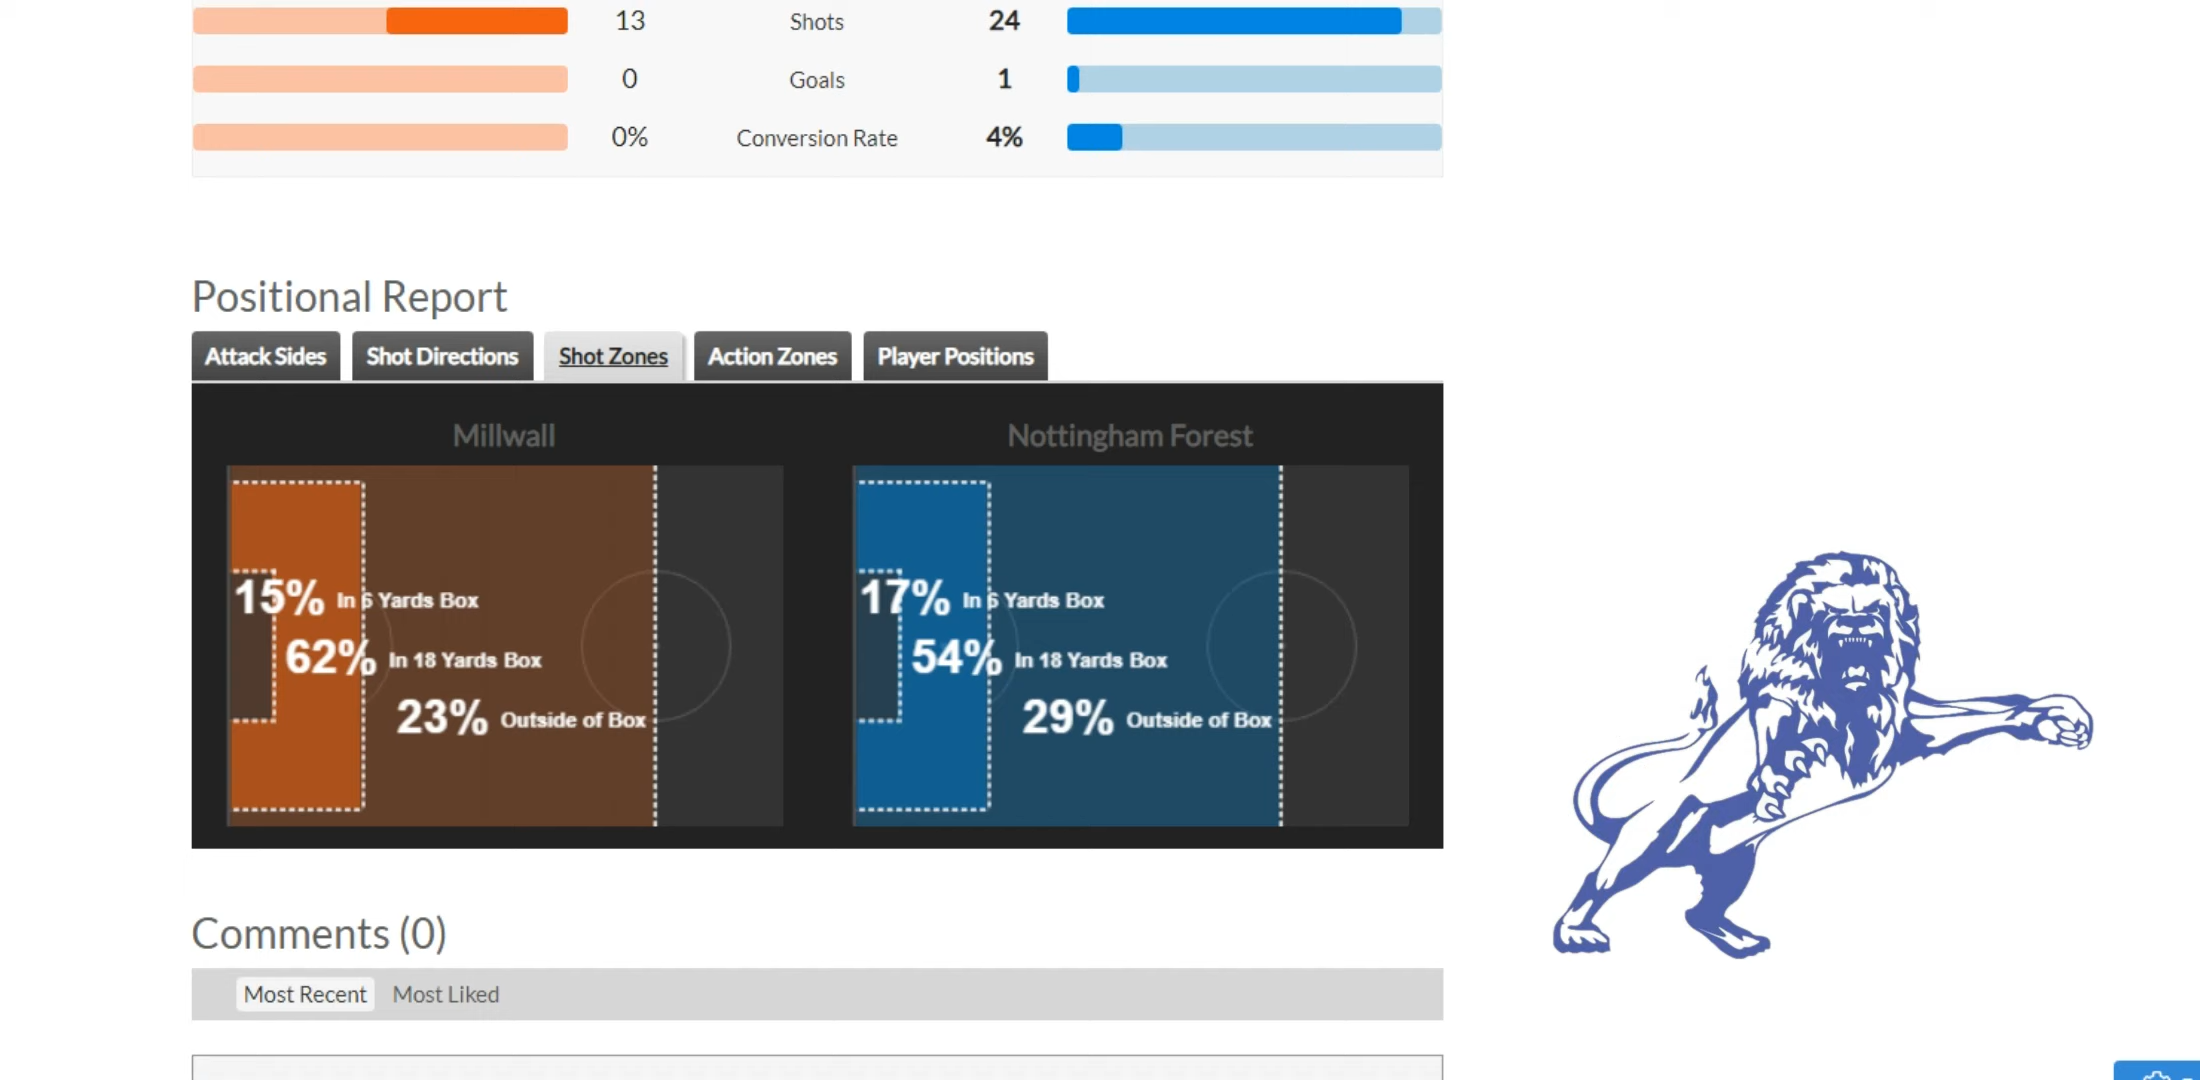 13 Shots 24
0 Goals 1
0% Conversion Rate 4%
Positional Report
Attack Sides Shot Directions Shot Zones Action Zones Player Positions
Millwall Nottingham Forest
15% In 6 Yards Box 17% In 6 Yards Box
62% In 18 Yards Box 54% In 18 Yards Box
23% Outside of Box 29% Outside of Box
Comments (0)
Most Recent Most Liked